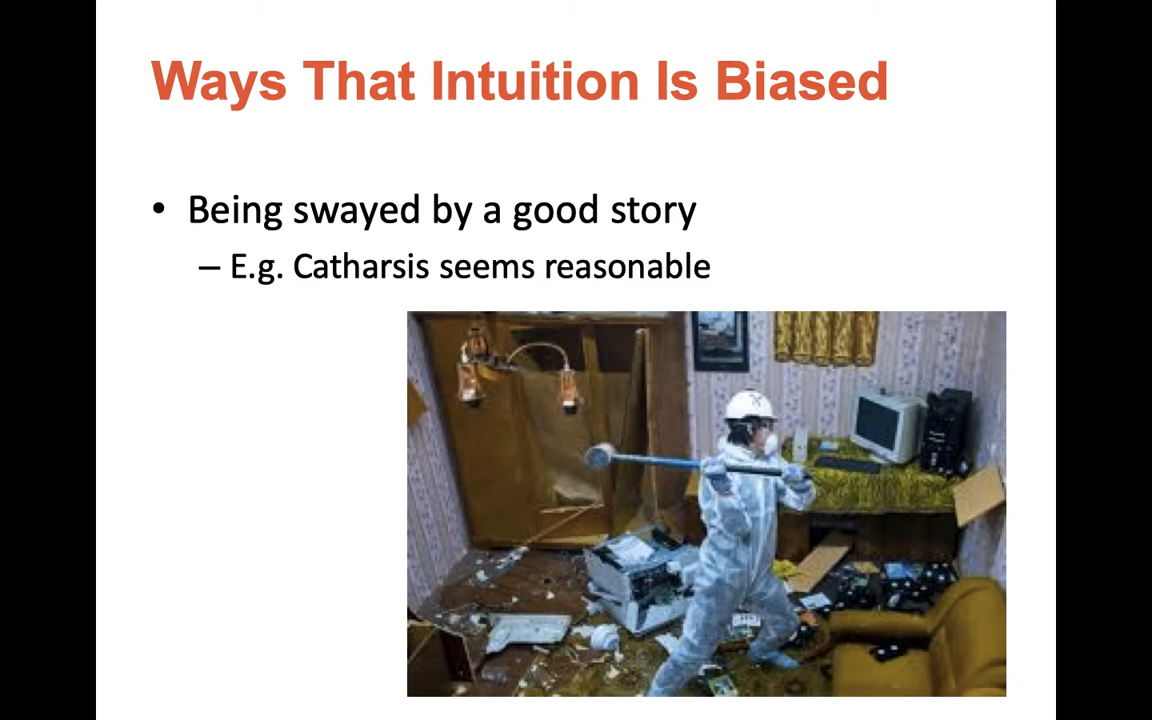 Ways That Intuition Is Biased
• Being swayed by a good story
– E.g. Catharsis seems reasonable